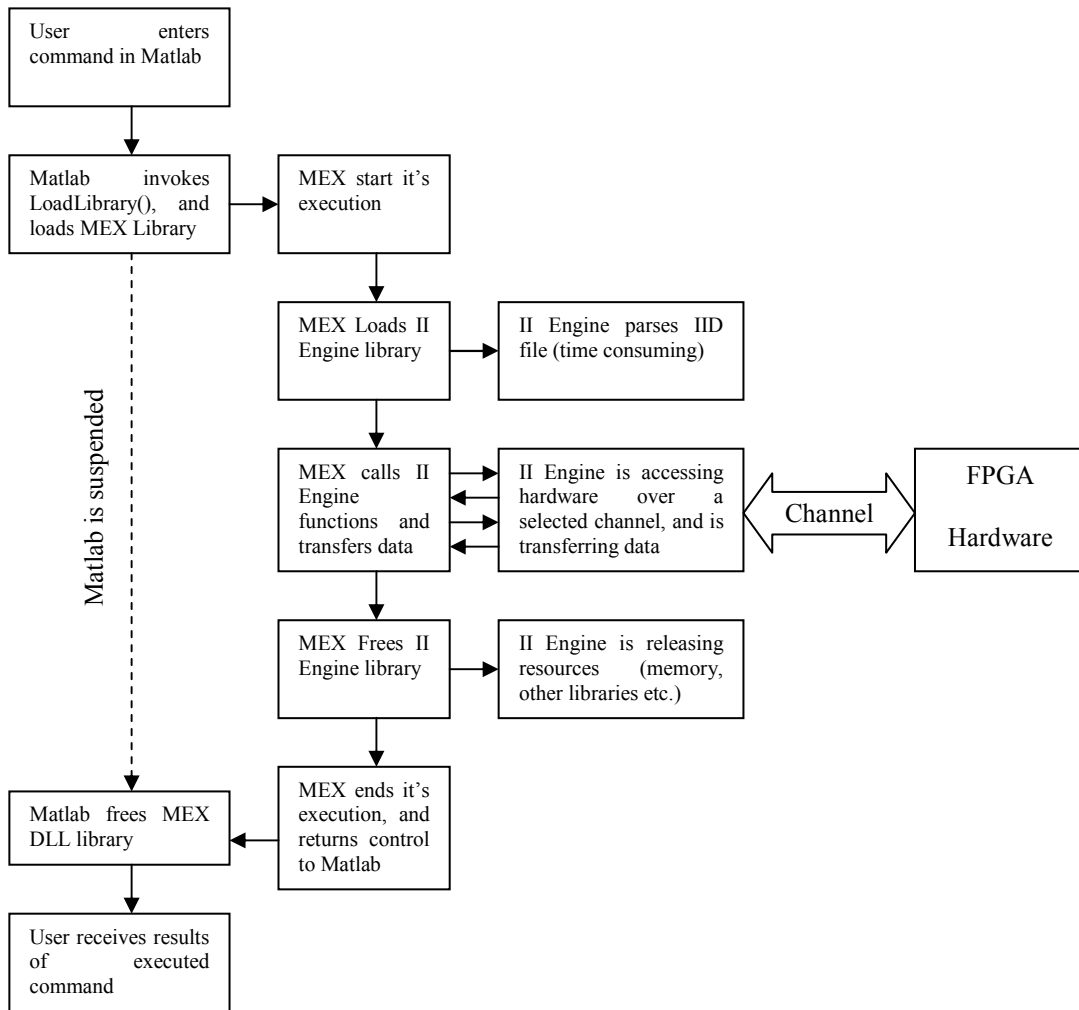 User enters
command in Matlab
Matlab invokes
LoadLibrary(), and
loads MEX Library
MEX start it's
execution
MEX Loads II
Engine library
II Engine parses IID
file (time consuming)
Matlab is suspended
MEX calls II
Engine
functions and
transfers data
II Engine is accessing
hardware over a
selected channel, and is
transferring data
Channel
FPGA
Hardware
MEX Frees II
Engine library
II Engine is releasing
resources (memory,
other libraries etc.)
MEX ends it's
execution, and
returns control
to Matlab
Matlab frees MEX
DLL library
User receives results
of executed
command